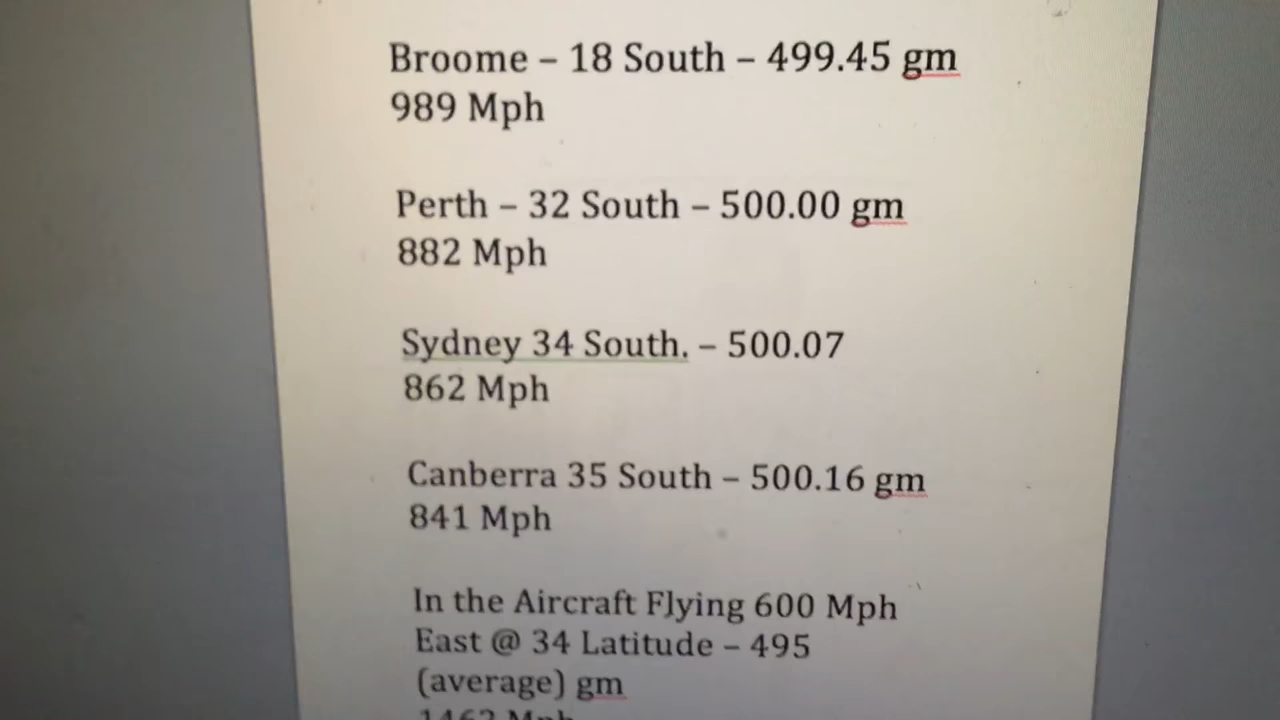 Broome – 18 South – 499.45 gm
989 Mph
Perth – 32 South – 500.00 gm
882 Mph
Sydney 34 South. – 500.07
862 Mph
Canberra 35 South – 500.16 gm
841 Mph
In the Aircraft Flying 600 Mph
East @ 34 Latitude – 495
(average) gm
1462 Mph